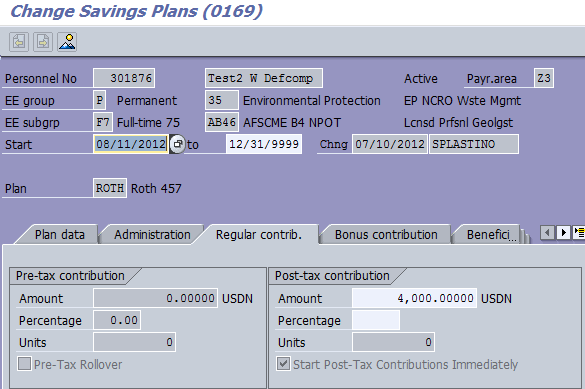 Change Savings Plans (0169)
Personnel No 301876 Test2 W Defcomp Active Payr.area Z3
EE group P Permanent 35 Environmental Protection EP NCRO Wste Mgmt
EE subgrp F7 Full-time 75 AB46 AFSCME B4 NPOT Lcnsd Prfsnl Geolgst
Start 08/11/2012 to 12/31/9999 Chng 07/10/2012 SPLASTINO
Plan ROTH Roth 457
Plan data Administration Regular contrib. Bonus contribution Benefici...
Pre-tax contribution Post-tax contribution
Amount 0.00000 USDN Amount 4,000.00000 USDN
Percentage 0.00 Percentage
Units 0 Units 0
Pre-Tax Rollover Start Post-Tax Contributions Immediately